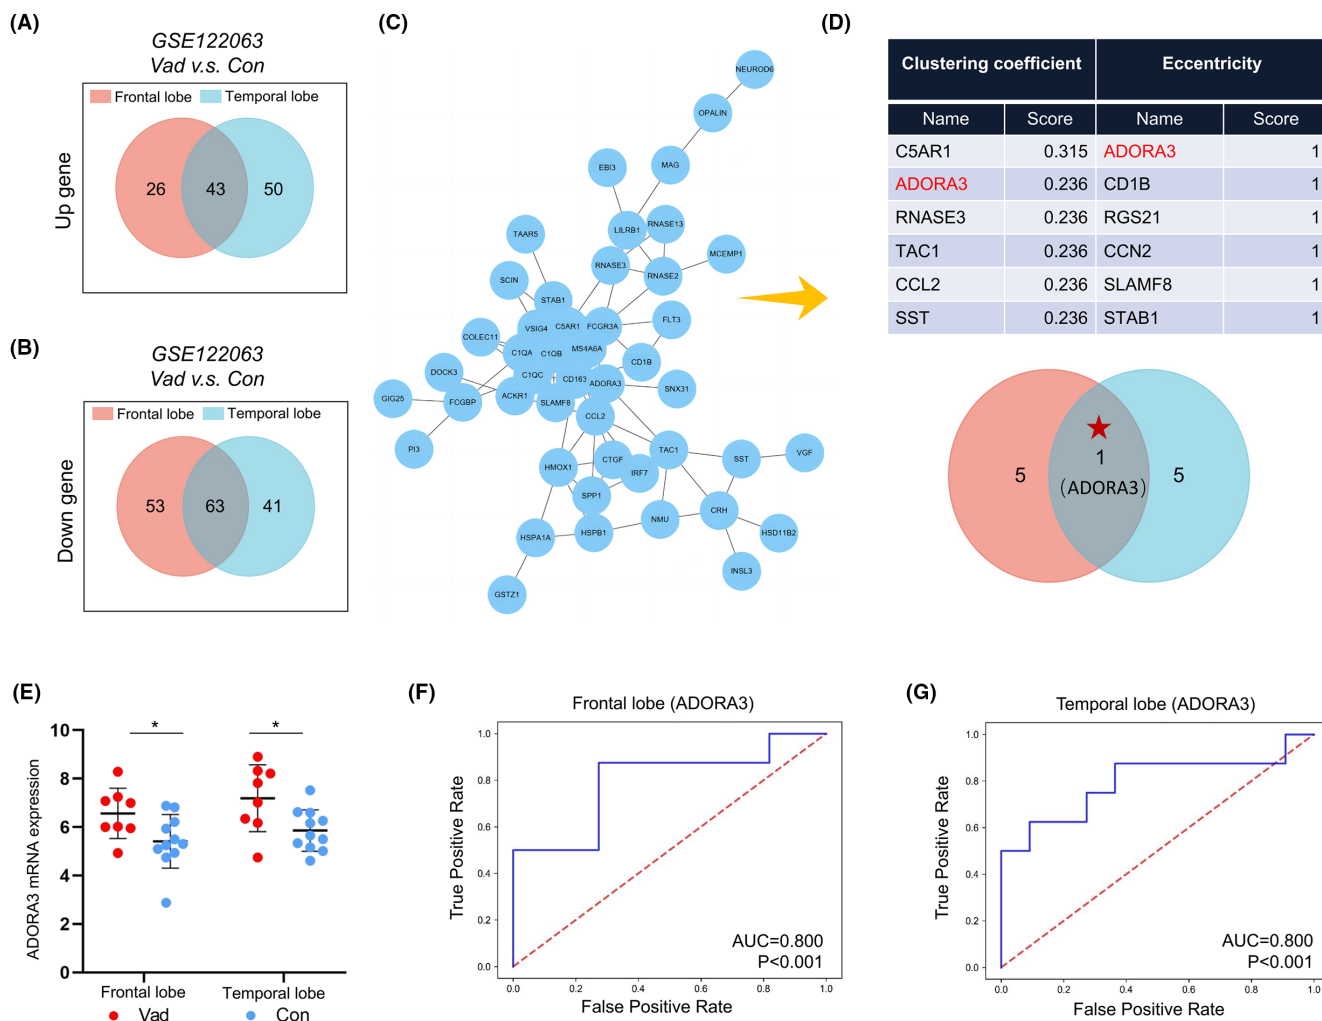 (A)
GSE122063
Vad v.s. Con
Frontal lobe Temporal lobe
Up gene
26 43 50
(B)
GSE122063
Vad v.s. Con
Frontal lobe Temporal lobe
Down gene
53 63 41
(C)
NEUROD6
OPALIN
EBI3
MAG
TAAR5
LILRB1
RNASE13
MCEMP1
SCIN
RNASE3
RNASE2
STAB1
VSIG4
C5AR1
FCGR3A
FLT3
COLEC11
C1QA
C1QB
MS4A6A
CD1B
DOCK3
C1QC
CD163
ADORA3
SNX31
GIG25
FCGBP
ACKR1
SLAMF8
CCL2
PI3
HMOX1
CTGF
IRF7
TAC1
SST
VGF
SPP1
HSPA1A
HSPB1
NMU
CRH
HSD11B2
INSL3
GSTZ1
(D)
Clustering coefficient Eccentricity
Name Score Name Score
C5AR1 0.315 ADORA3 1
ADORA3 0.236 CD1B 1
RNASE3 0.236 RGS21 1
TAC1 0.236 CCN2 1
CCL2 0.236 SLAMF8 1
SST 0.236 STAB1 1
5 1 5
(ADORA3)
(E)
ADORA3 mRNA expression
10
8
6
4
2
0
* *
Frontal lobe Temporal lobe
Vad Con
(F)
Frontal lobe (ADORA3)
True Positive Rate
1.0
0.8
0.6
0.4
0.2
0.0
AUC=0.800
P<0.001
0.0 0.2 0.4 0.6 0.8 1.0
False Positive Rate
(G)
Temporal lobe (ADORA3)
True Positive Rate
1.0
0.8
0.6
0.4
0.2
0.0
AUC=0.800
P<0.001
0.0 0.2 0.4 0.6 0.8 1.0
False Positive Rate